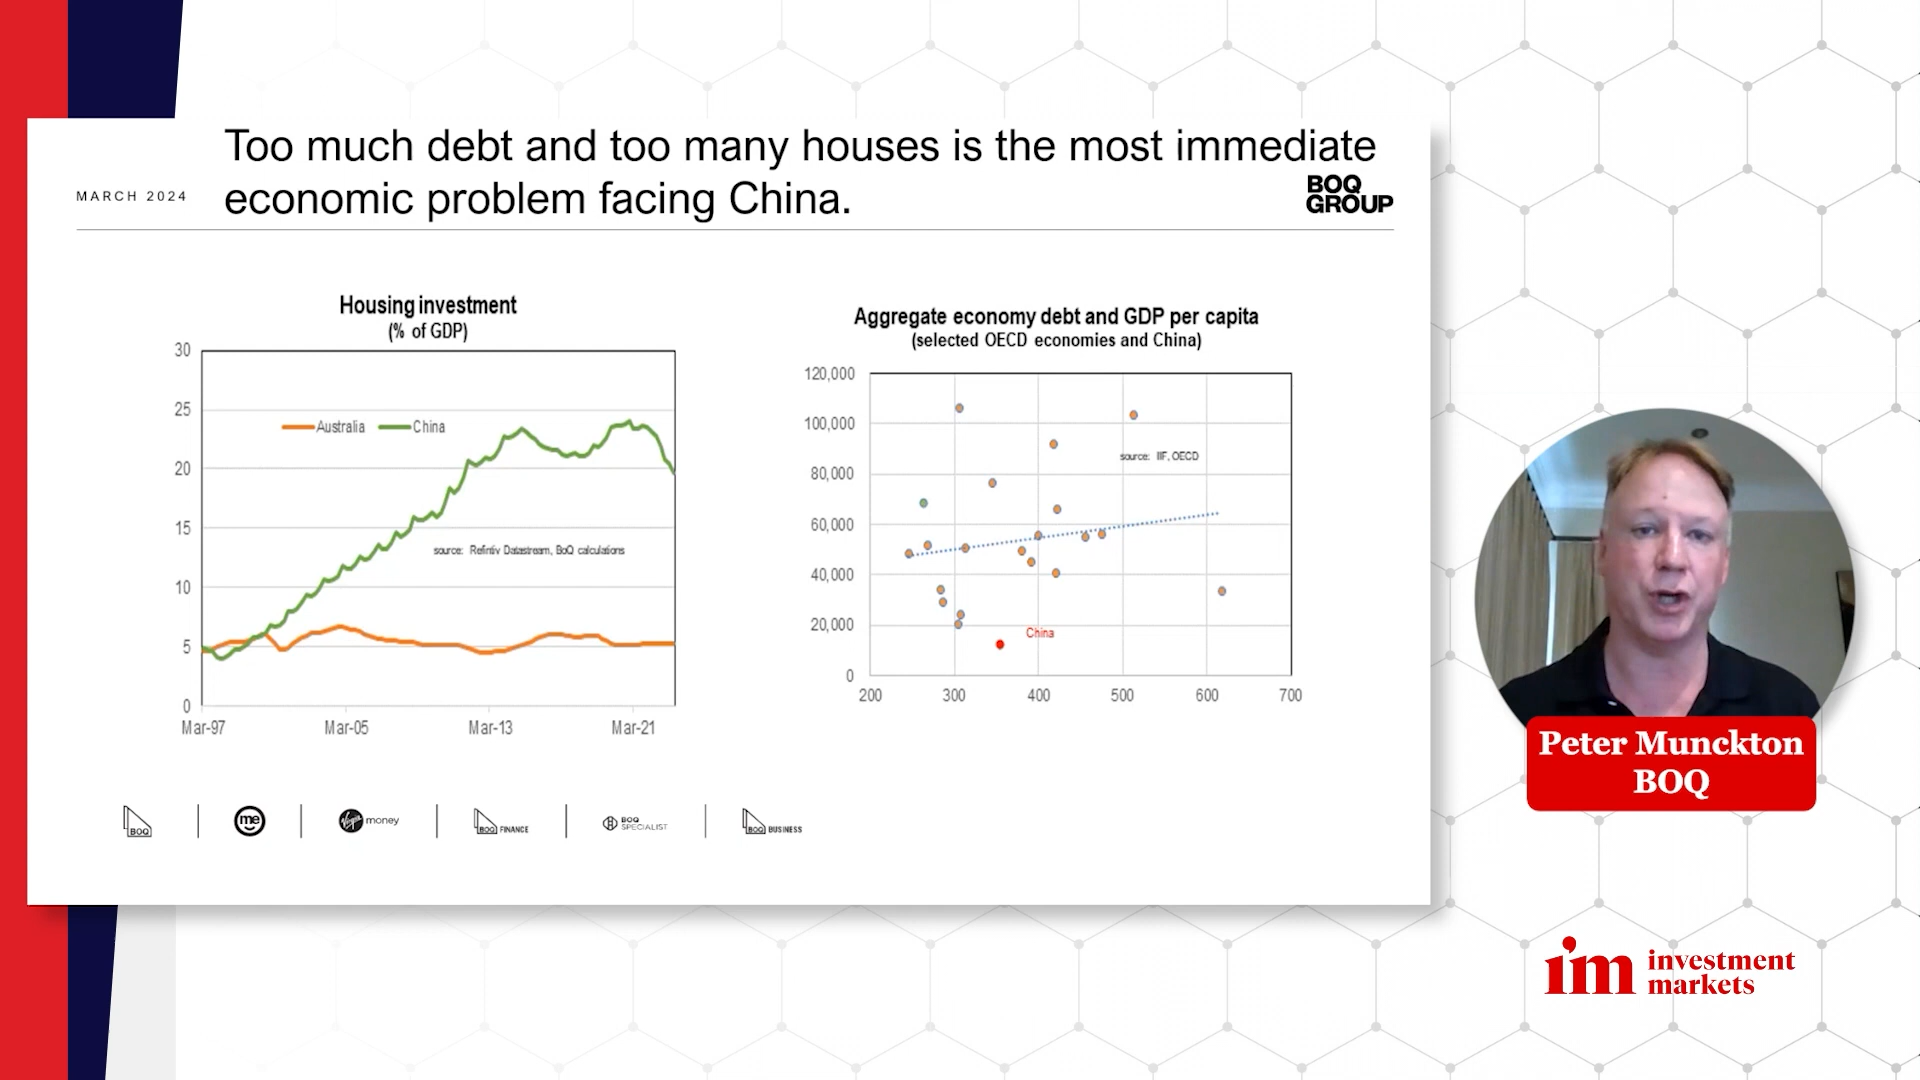 Too much debt and too many houses is the most immediate
economic problem facing China.
MARCH 2024
BOQ
GROUP
Housing investment
(% of GDP)
30
25
20
15
10
5
0
Australia
China
source: Refintiv Datastream, BoQ calculations
Mar-97
Mar-05
Mar-13
Mar-21
Aggregate economy debt and GDP per capita
(selected OECD economies and China)
120,000
100,000
80,000
60,000
40,000
20,000
0
source: IIF, OECD
China
200
300
400
500
600
700
BOQ
me
Virgin money
BOQ FINANCE
BOQ
SPECIALIST
BOQ BUSINESS
Peter Munckton
BOQ
im investment
markets